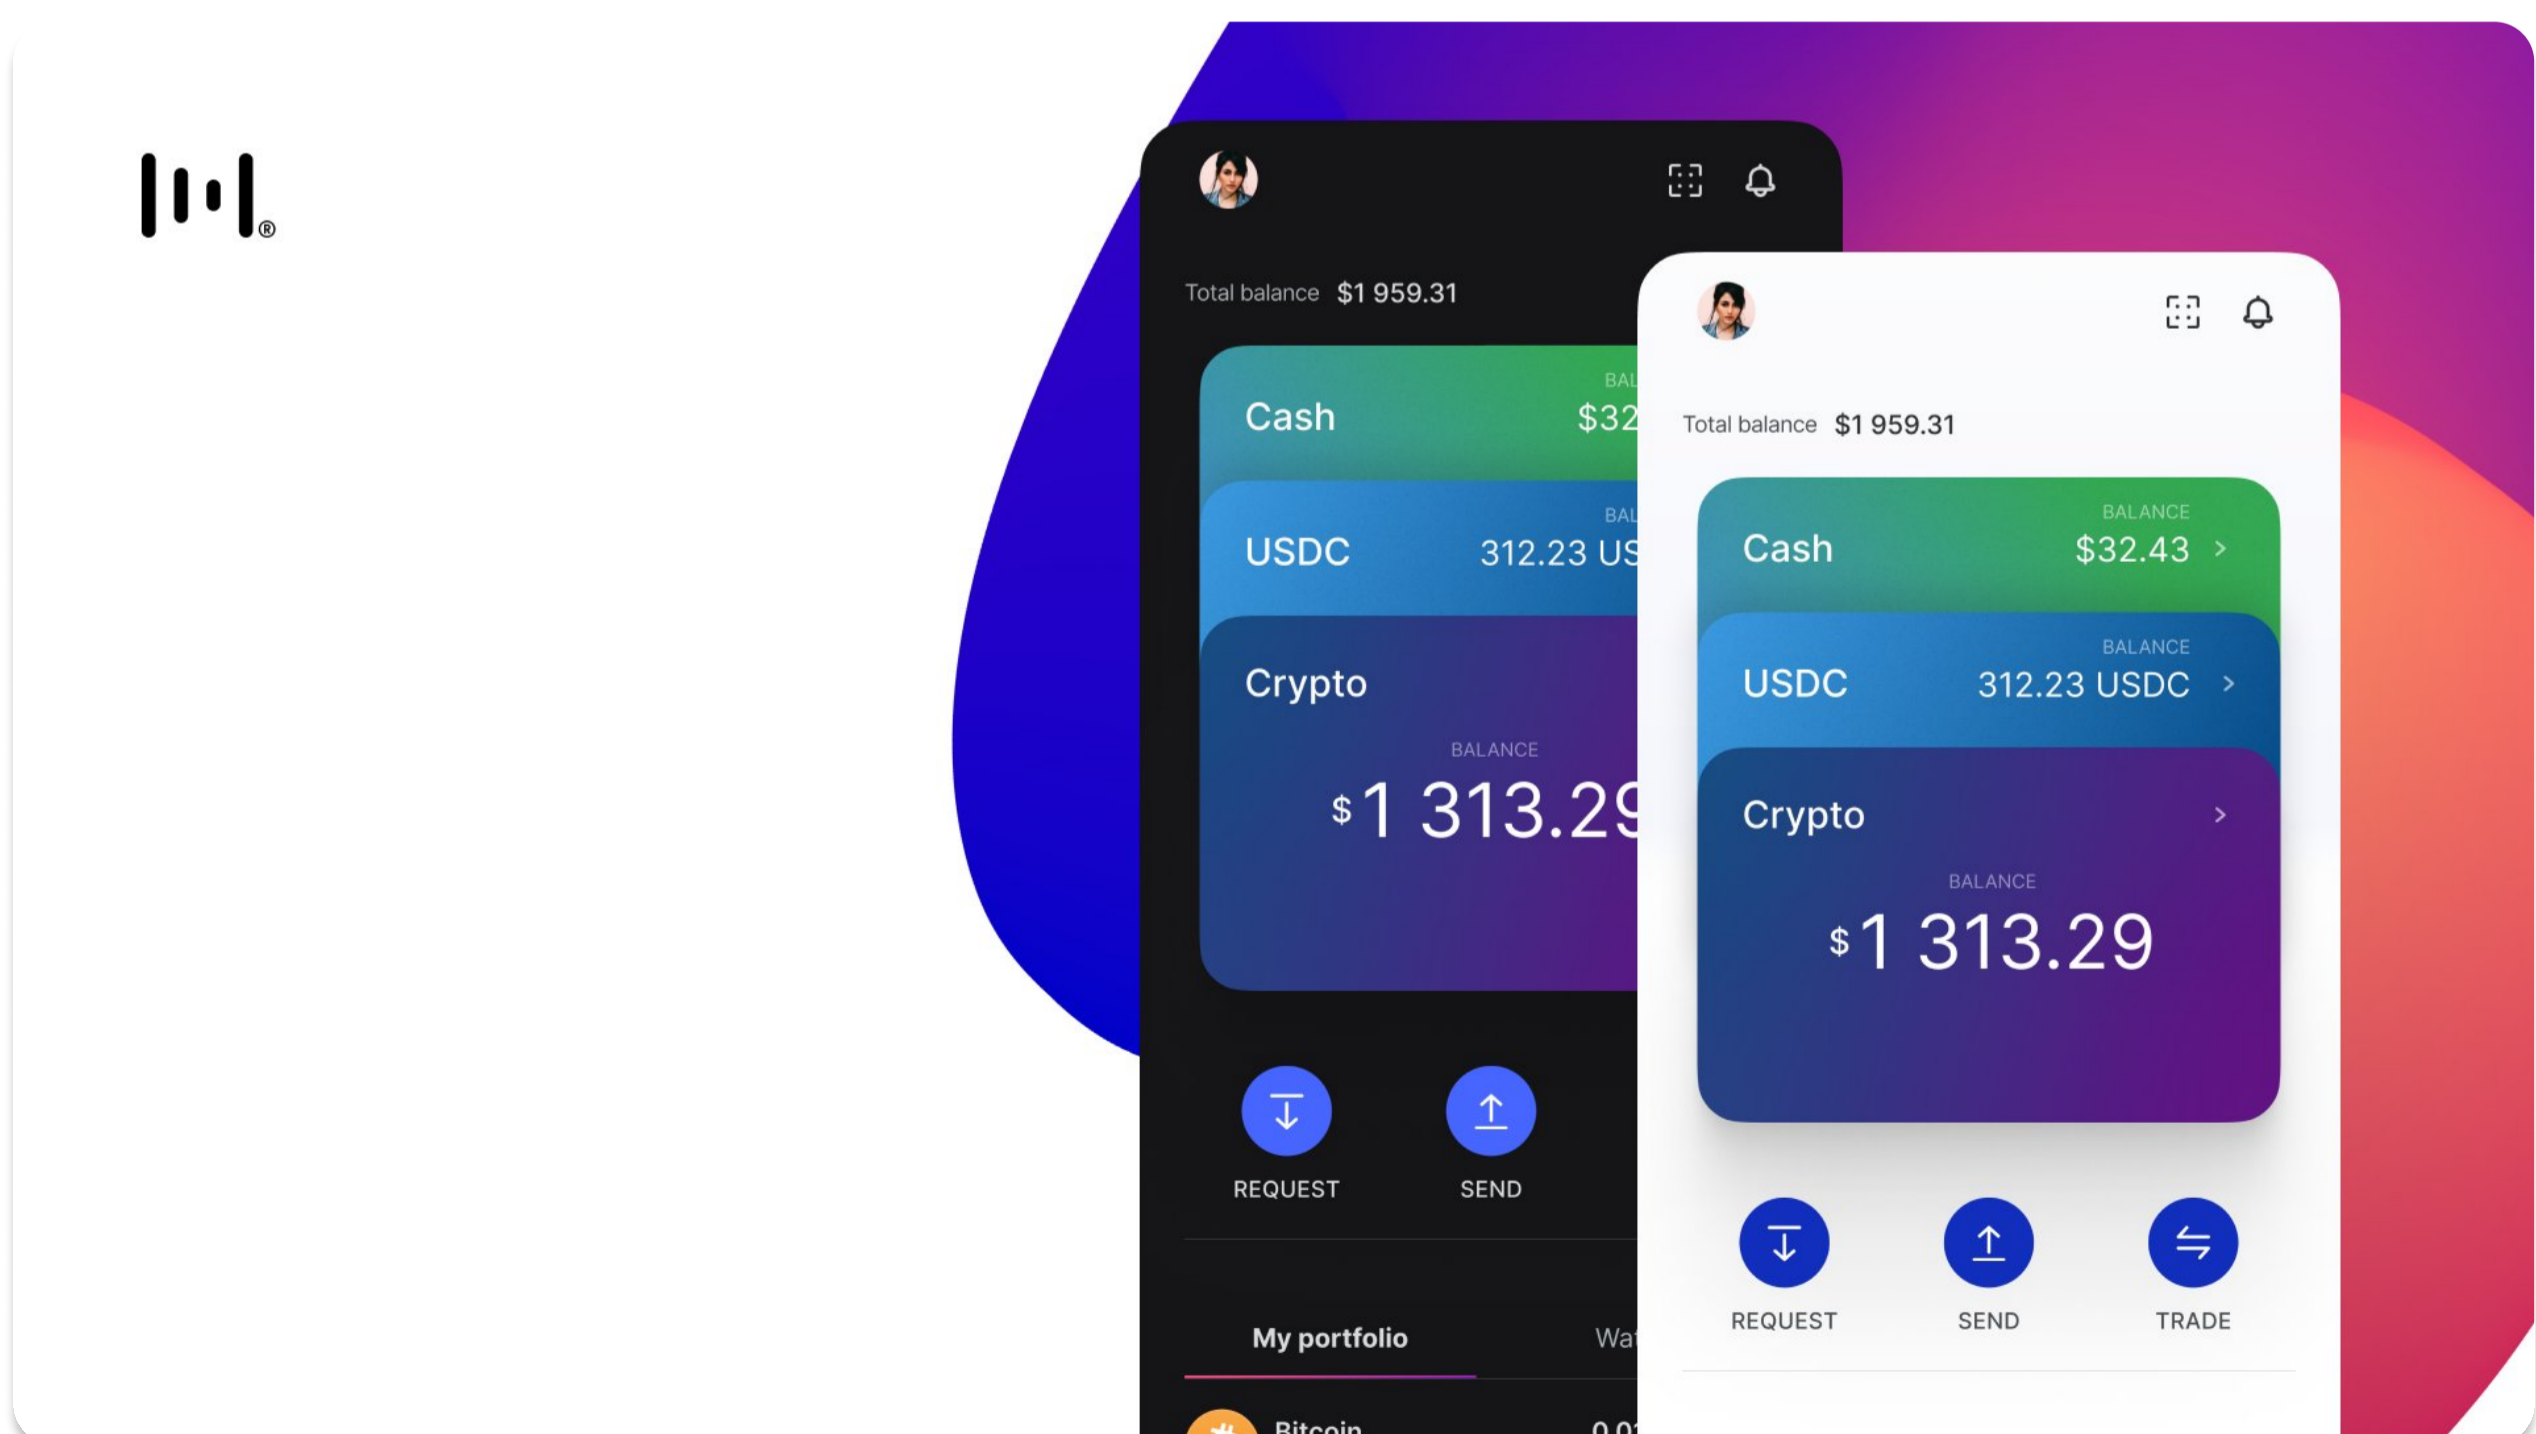 ®
Total balance $1 959.31
Cash
$32
USDC
312.23 US
Crypto
BALANCE
$1 313.29
REQUEST
SEND
My portfolio
Bitcoin
Total balance $1 959.31
BALANCE
Cash
$32.43
BALANCE
USDC
312.23 USDC
Crypto
BALANCE
$1 313.29
REQUEST
SEND
TRADE